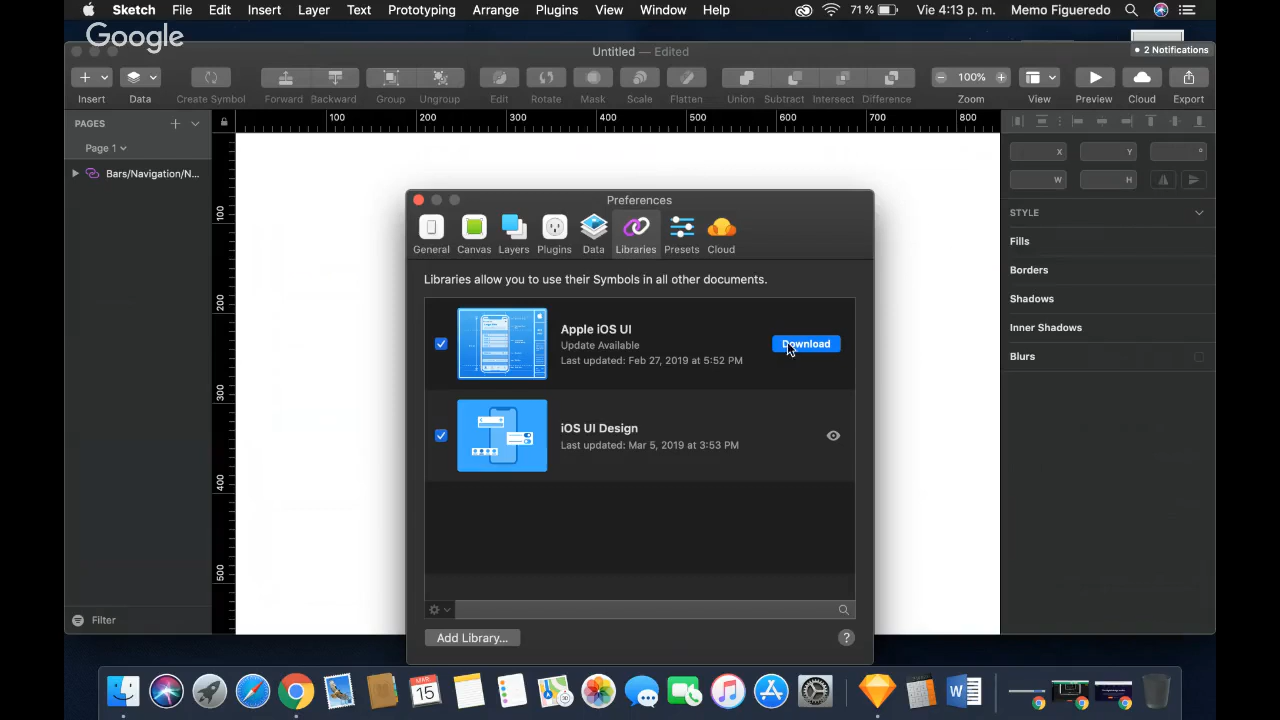 Sketch File Edit Insert Layer Text Prototyping Arrange Plugins View Window Help 71 % Vie 4:13 p. m. Memo Figueredo
Google
Untitled — Edited
2 Notifications
100%
Insert Data Create Symbol Forward Backward Group Ungroup Edit Rotate Mask Scale Flatten Union Subtract Intersect Difference Zoom View Preview Cloud Export
PAGES
100 200 300 400 500 600 700 800
Page 1
Bars/Navigation/N...
100
200
300
400
500
Filter
X Y °
W H
STYLE
Fills
Borders
Shadows
Inner Shadows
Blurs
Preferences
General Canvas Layers Plugins Data Libraries Presets Cloud
Libraries allow you to use their Symbols in all other documents.
Apple iOS UI
Update Available
Last updated: Feb 27, 2019 at 5:52 PM
Download
iOS UI Design
Last updated: Mar 5, 2019 at 3:53 PM
Add Library...
?
MAR
15